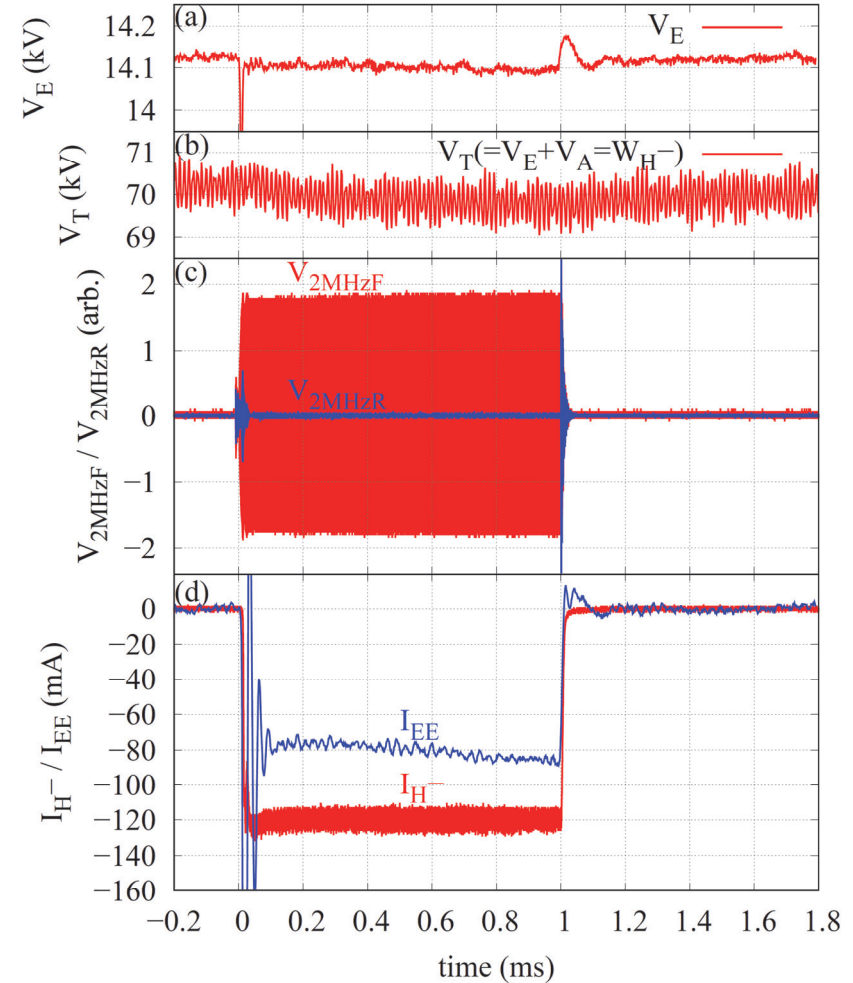 (a)
V_E
14.2
14.1
14
V_E (kV)
(b)
V_T(=V_E+V_A=W_H−)
71
70
69
V_T (kV)
(c)
V_2MHzF
V_2MHzR
2
1
0
−1
−2
V_2MHzF / V_2MHzR (arb.)
(d)
I_EE
I_H−
0
−20
−40
−60
−80
−100
−120
−140
−160
I_H− / I_EE (mA)
−0.2 0 0.2 0.4 0.6 0.8 1 1.2 1.4 1.6 1.8
time (ms)